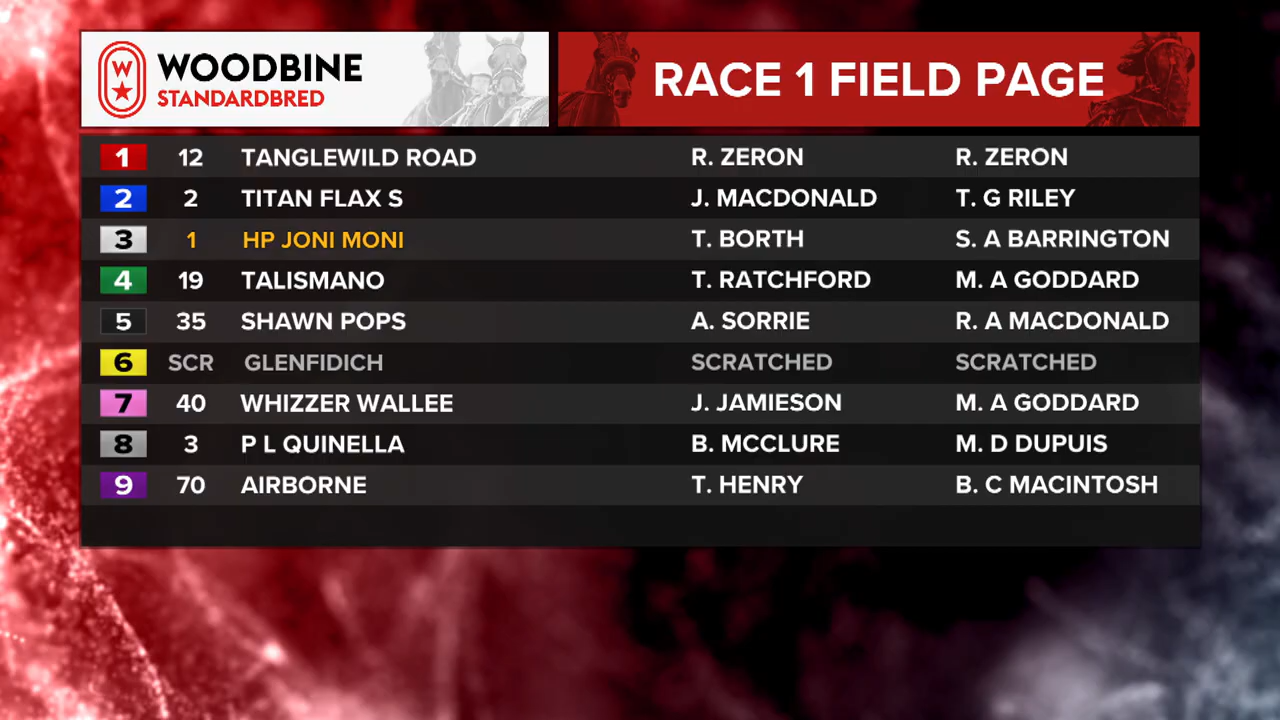 W
WOODBINE
STANDARDBRED
RACE 1 FIELD PAGE
1 12 TANGLEWILD ROAD R. ZERON R. ZERON
2 2 TITAN FLAX S J. MACDONALD T. G RILEY
3 1 HP JONI MONI T. BORTH S. A BARRINGTON
4 19 TALISMANO T. RATCHFORD M. A GODDARD
5 35 SHAWN POPS A. SORRIE R. A MACDONALD
6 SCR GLENFIDICH SCRATCHED SCRATCHED
7 40 WHIZZER WALLEE J. JAMIESON M. A GODDARD
8 3 P L QUINELLA B. MCCLURE M. D DUPUIS
9 70 AIRBORNE T. HENRY B. C MACINTOSH